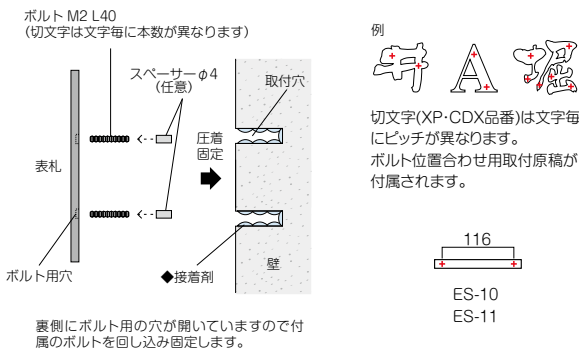 ボルト M2 L40
(切文字は文字毎に本数が異なります)
スペーサーφ4
(任意)
取付穴
圧着
固定
表札
ボルト用穴
◆接着剤
壁
裏側にボルト用の穴が開いていますので付
属のボルトを回し込み固定します。
例
切文字(XP・CDX品番)は文字毎
にピッチが異なります。
ボルト位置合わせ用取付原稿が
付属されます。
116
ES-10
ES-11